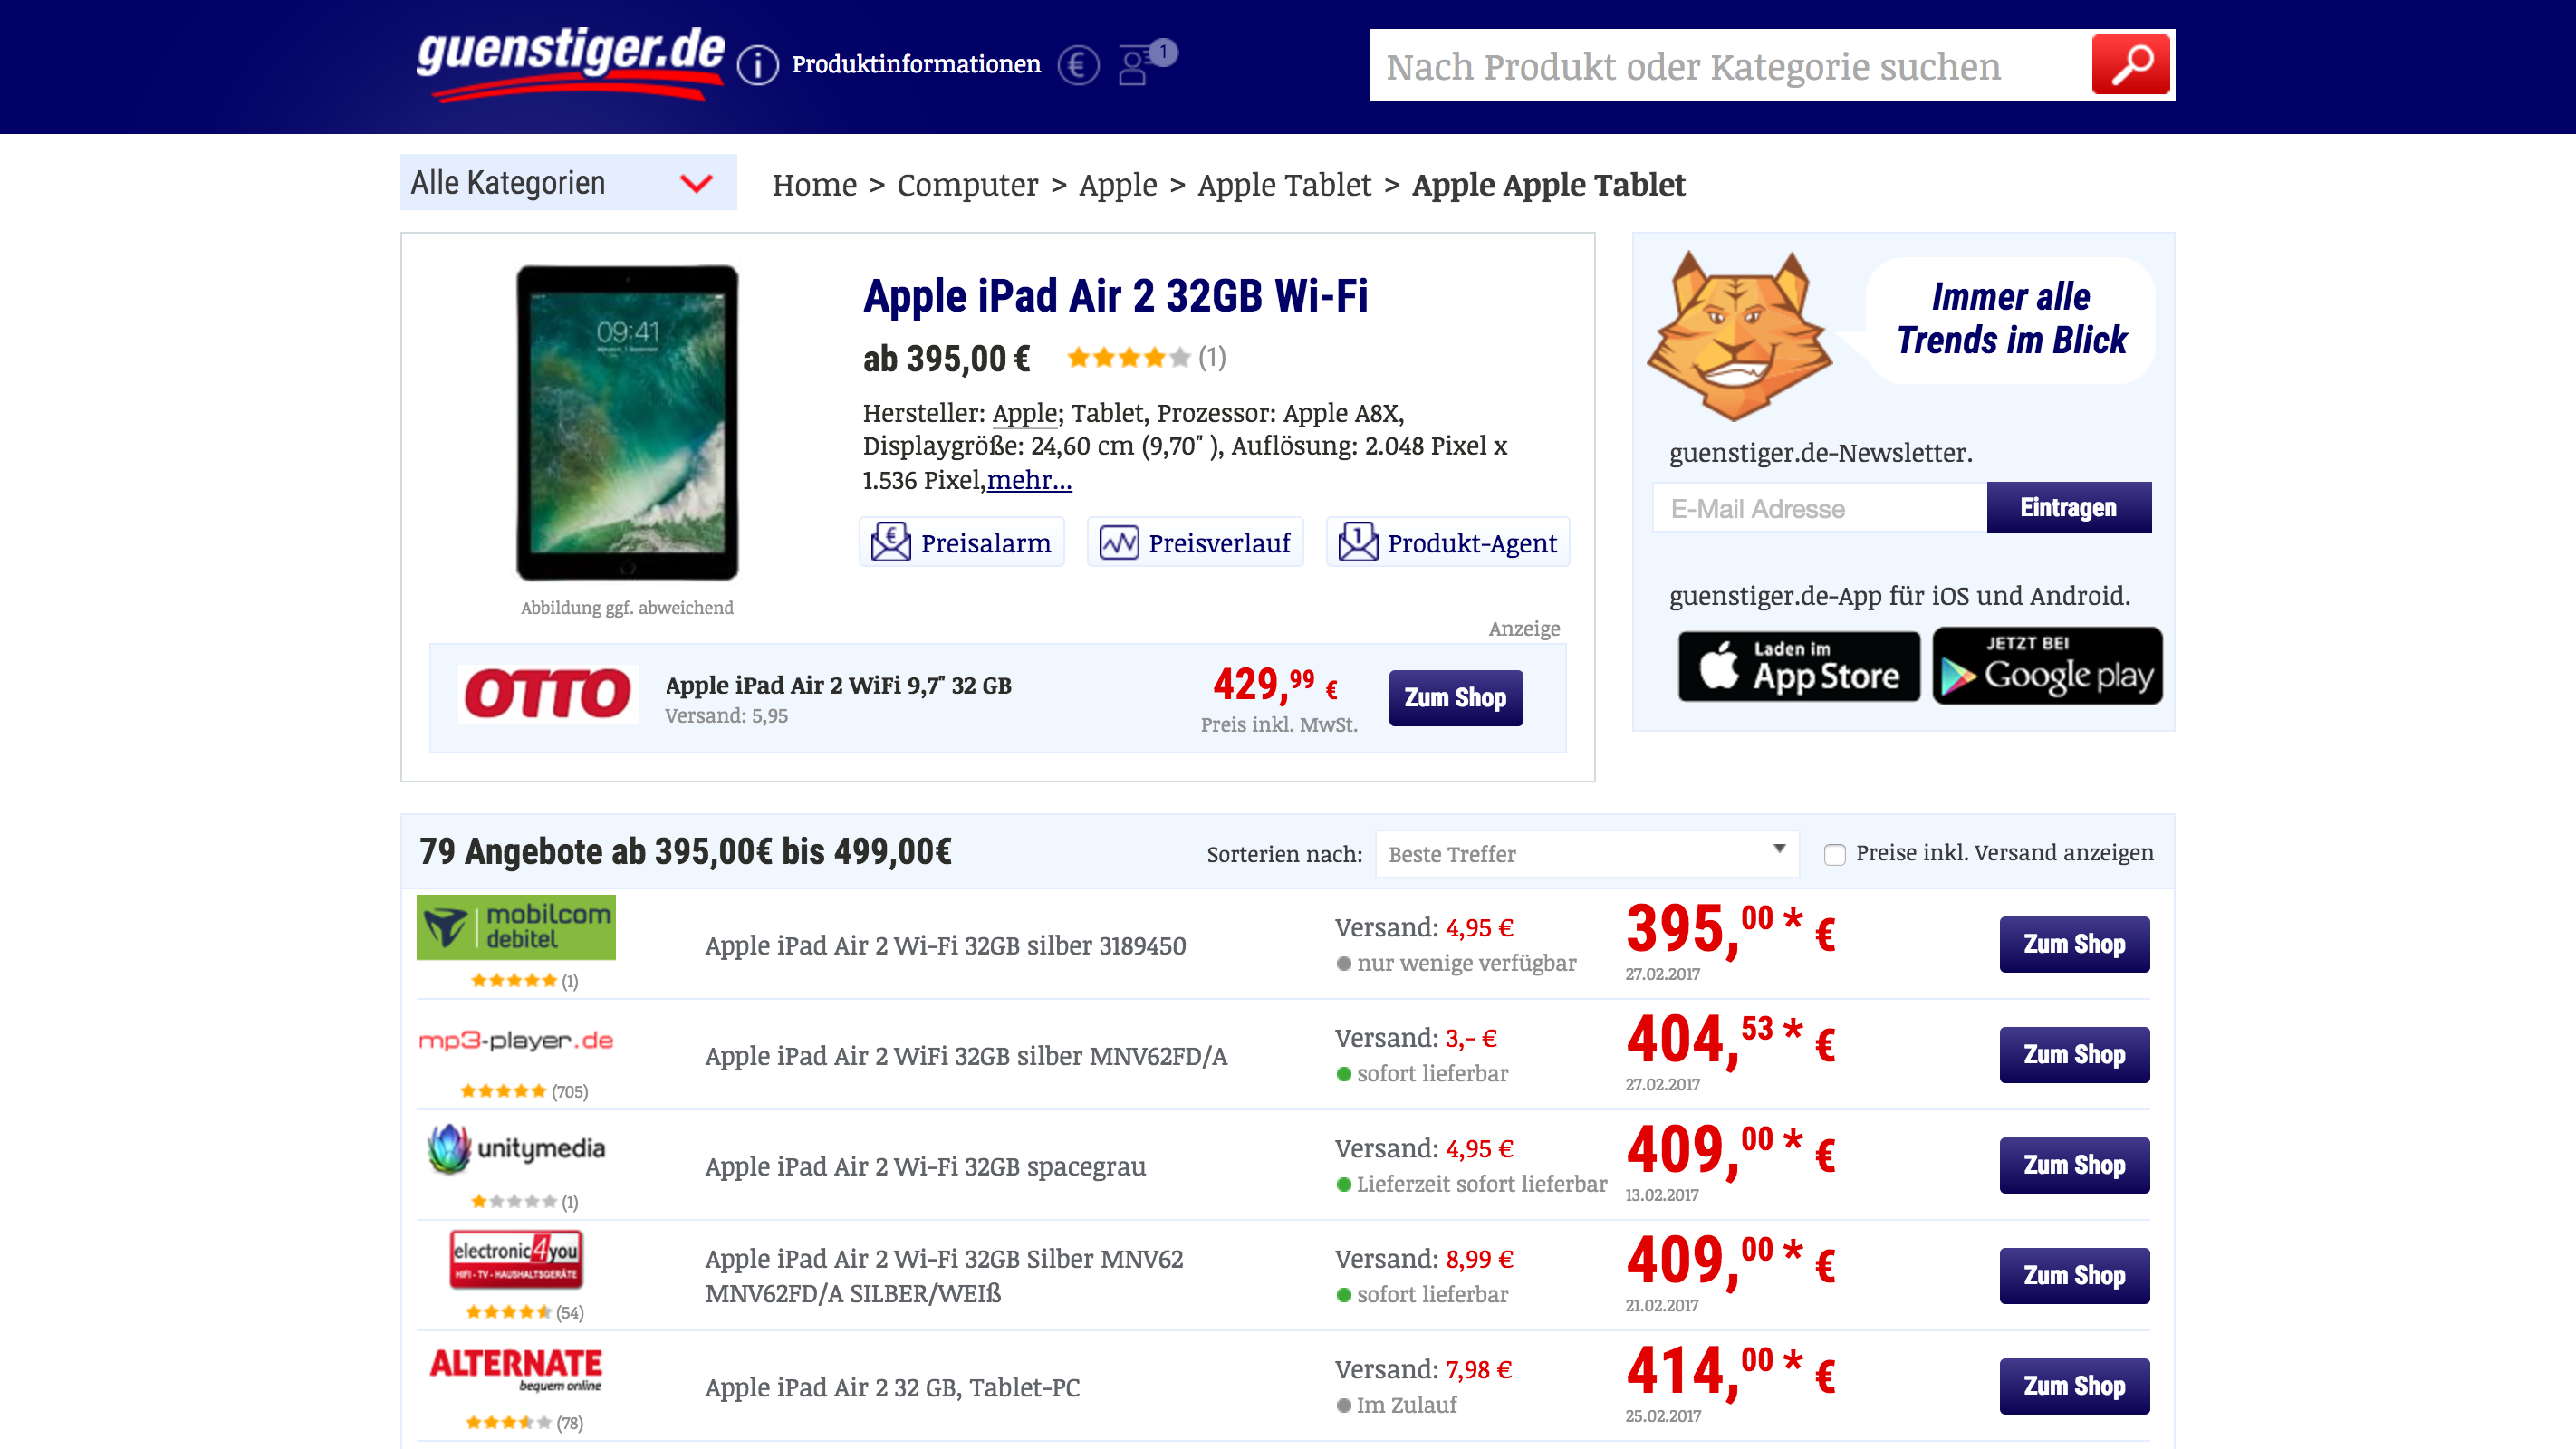 guenstiger.de
Produktinformationen
€
1
Nach Produkt oder Kategorie suchen
Alle Kategorien
Home > Computer > Apple > Apple Tablet > Apple Apple Tablet
09:41
Abbildung ggf. abweichend
Apple iPad Air 2 32GB Wi-Fi
ab 395,00 €
(1)
Hersteller: Apple; Tablet, Prozessor: Apple A8X,
Displaygröße: 24,60 cm (9,70" ), Auflösung: 2.048 Pixel x
1.536 Pixel,mehr...
Preisalarm
Preisverlauf
1
Produkt-Agent
Anzeige
OTTO
Apple iPad Air 2 WiFi 9,7" 32 GB
Versand: 5,95
429,99 €
Preis inkl. MwSt.
Zum Shop
Immer alle
Trends im Blick
guenstiger.de-Newsletter.
E-Mail Adresse
Eintragen
guenstiger.de-App für iOS und Android.
Laden im
App Store
JETZT BEI
Google play
79 Angebote ab 395,00€ bis 499,00€
Sorterien nach:
Beste Treffer
Preise inkl. Versand anzeigen
mobilcom
debitel
(1)
Apple iPad Air 2 Wi-Fi 32GB silber 3189450
Versand: 4,95 €
nur wenige verfügbar
395,00 * €
27.02.2017
Zum Shop
mp3-player.de
(705)
Apple iPad Air 2 WiFi 32GB silber MNV62FD/A
Versand: 3,- €
sofort lieferbar
404,53 * €
27.02.2017
Zum Shop
unitymedia
(1)
Apple iPad Air 2 Wi-Fi 32GB spacegrau
Versand: 4,95 €
Lieferzeit sofort lieferbar
409,00 * €
13.02.2017
Zum Shop
electronic4you
HIFI - TV - HAUSHALTSGERÄTE
(54)
Apple iPad Air 2 Wi-Fi 32GB Silber MNV62
MNV62FD/A SILBER/WEIß
Versand: 8,99 €
sofort lieferbar
409,00 * €
21.02.2017
Zum Shop
ALTERNATE
bequem online
(78)
Apple iPad Air 2 32 GB, Tablet-PC
Versand: 7,98 €
Im Zulauf
414,00 * €
25.02.2017
Zum Shop